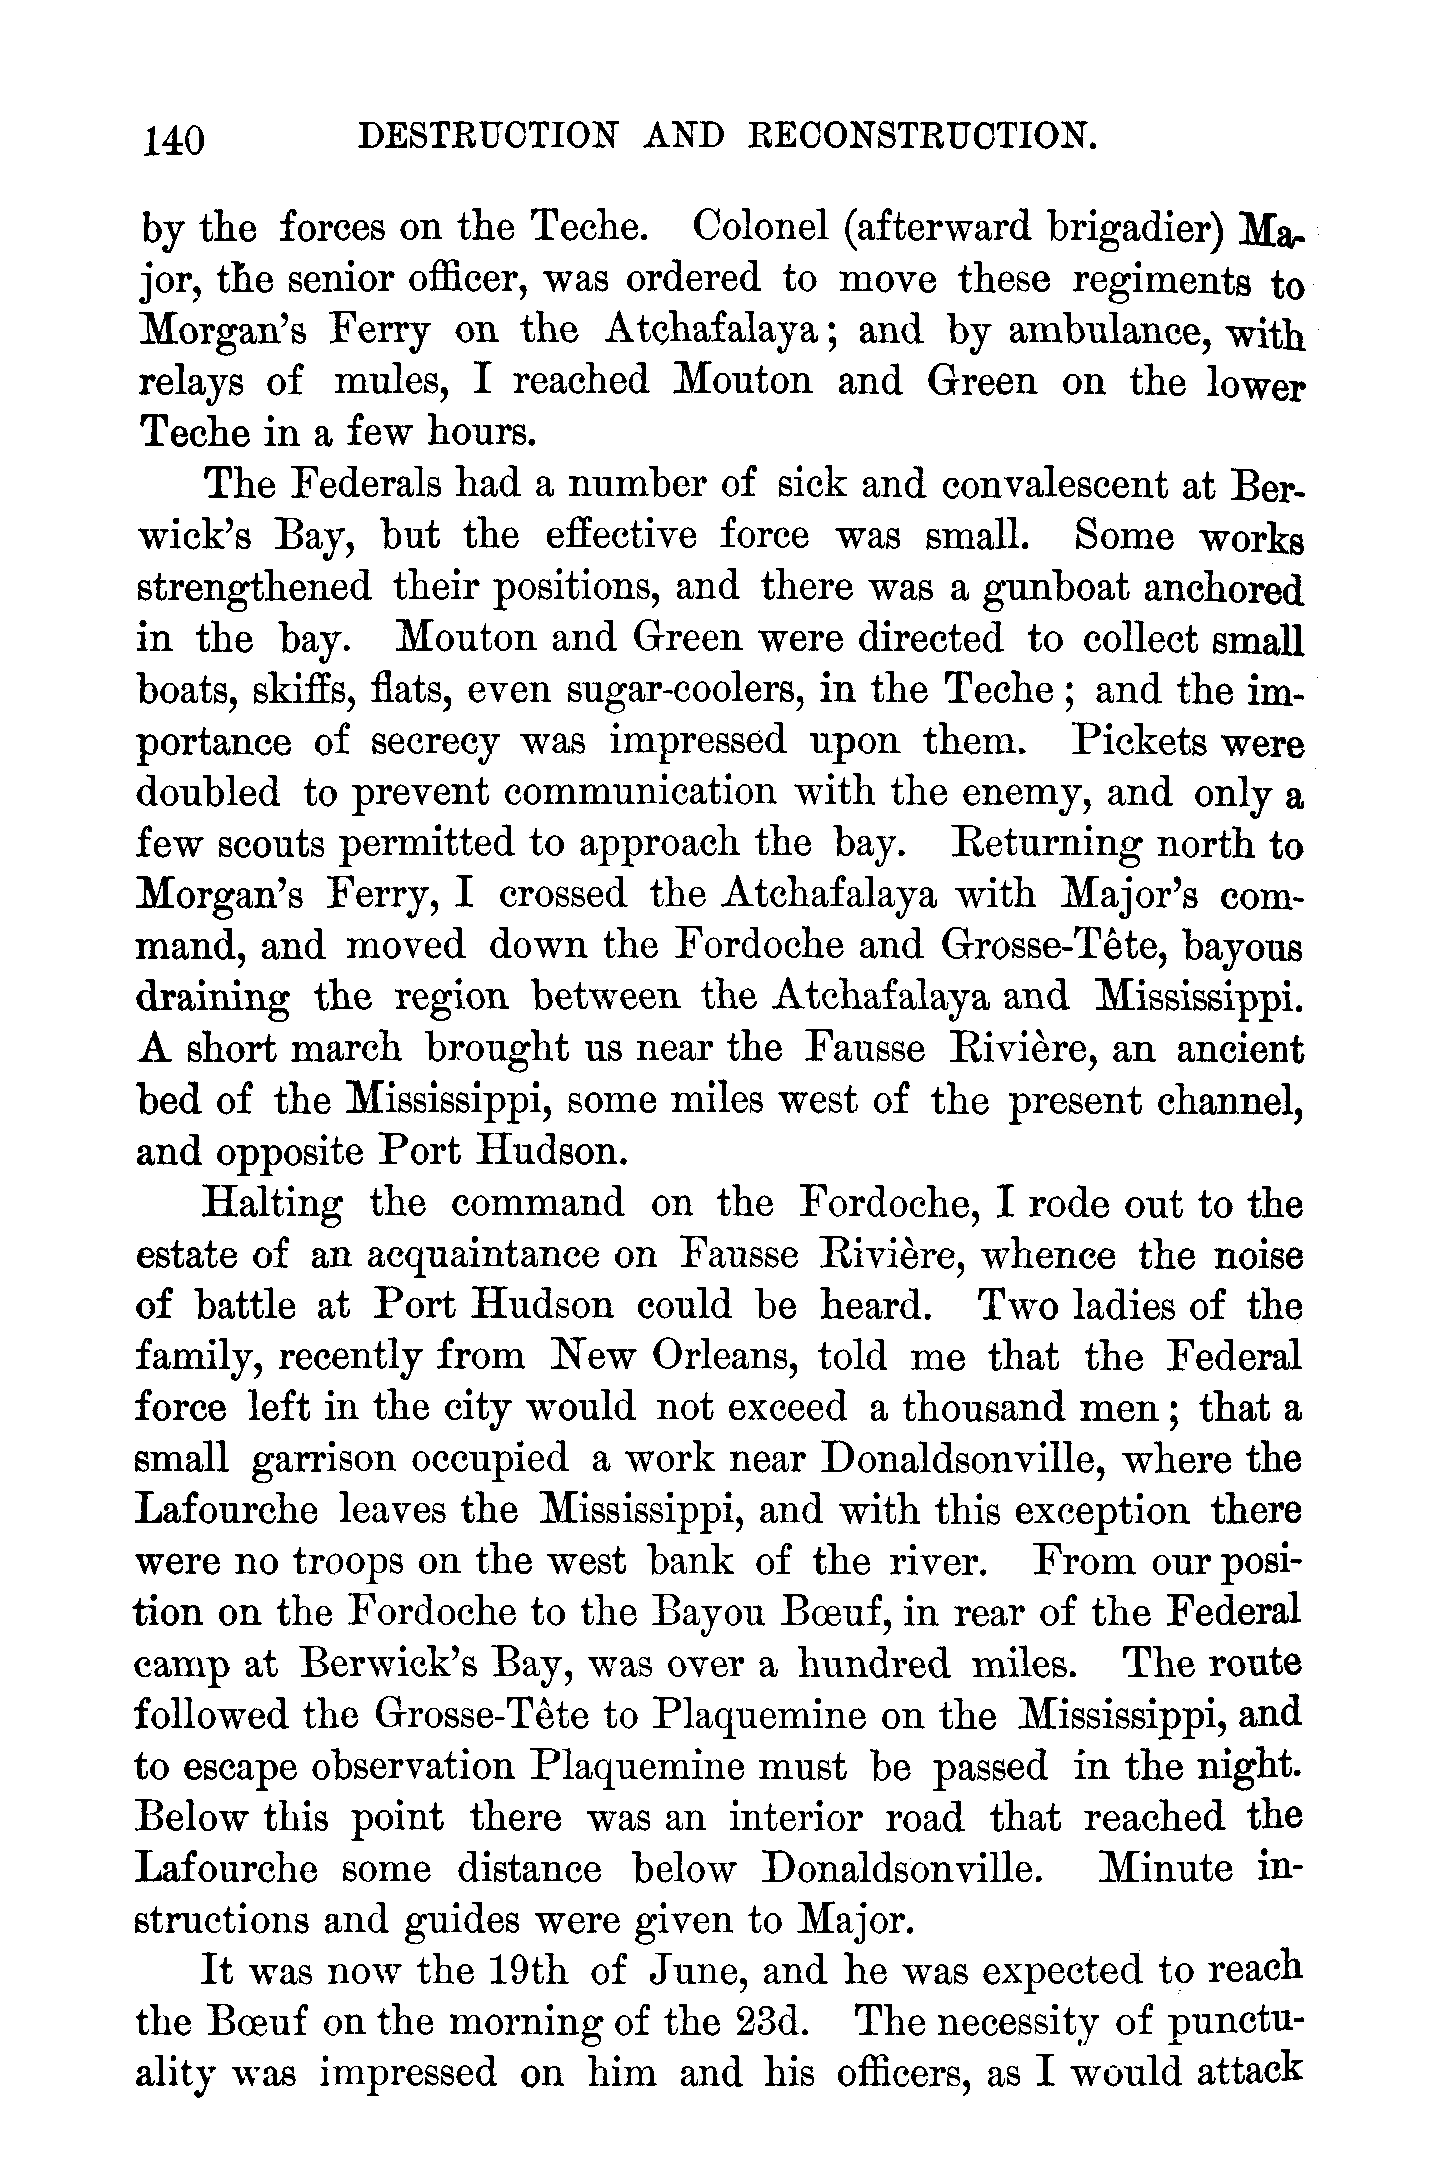 140 DESTRUCTION AND RECONSTRUCTION.
by the forces on the Teche. Colonel (afterward brigadier) Ma-
jor, the senior officer, was ordered to move these regiments to
Morgan's Ferry on the Atchafalaya; and by ambulance, with
relays of mules, I reached Mouton and Green on the lower
Teche in a few hours.
The Federals had a number of sick and convalescent at Ber-
wick's Bay, but the effective force was small. Some works
strengthened their positions, and there was a gunboat anchored
in the bay. Mouton and Green were directed to collect small
boats, skiffs, flats, even sugar-coolers, in the Teche; and the im-
portance of secrecy was impressed upon them. Pickets were
doubled to prevent communication with the enemy, and only a
few scouts permitted to approach the bay. Returning north to
Morgan's Ferry, I crossed the Atchafalaya with Major's com-
mand, and moved down the Fordoche and Grosse-Tête, bayous
draining the region between the Atchafalaya and Mississippi.
A short march brought us near the Fausse Rivière, an ancient
bed of the Mississippi, some miles west of the present channel,
and opposite Port Hudson.
Halting the command on the Fordoche, I rode out to the
estate of an acquaintance on Fausse Rivière, whence the noise
of battle at Port Hudson could be heard. Two ladies of the
family, recently from New Orleans, told me that the Federal
force left in the city would not exceed a thousand men; that a
small garrison occupied a work near Donaldsonville, where the
Lafourche leaves the Mississippi, and with this exception there
were no troops on the west bank of the river. From our posi-
tion on the Fordoche to the Bayou Bœuf, in rear of the Federal
camp at Berwick's Bay, was over a hundred miles. The route
followed the Grosse-Tête to Plaquemine on the Mississippi, and
to escape observation Plaquemine must be passed in the night.
Below this point there was an interior road that reached the
Lafourche some distance below Donaldsonville. Minute in-
structions and guides were given to Major.
It was now the 19th of June, and he was expected to reach
the Bœuf on the morning of the 23d. The necessity of punctu-
ality was impressed on him and his officers, as I would attack